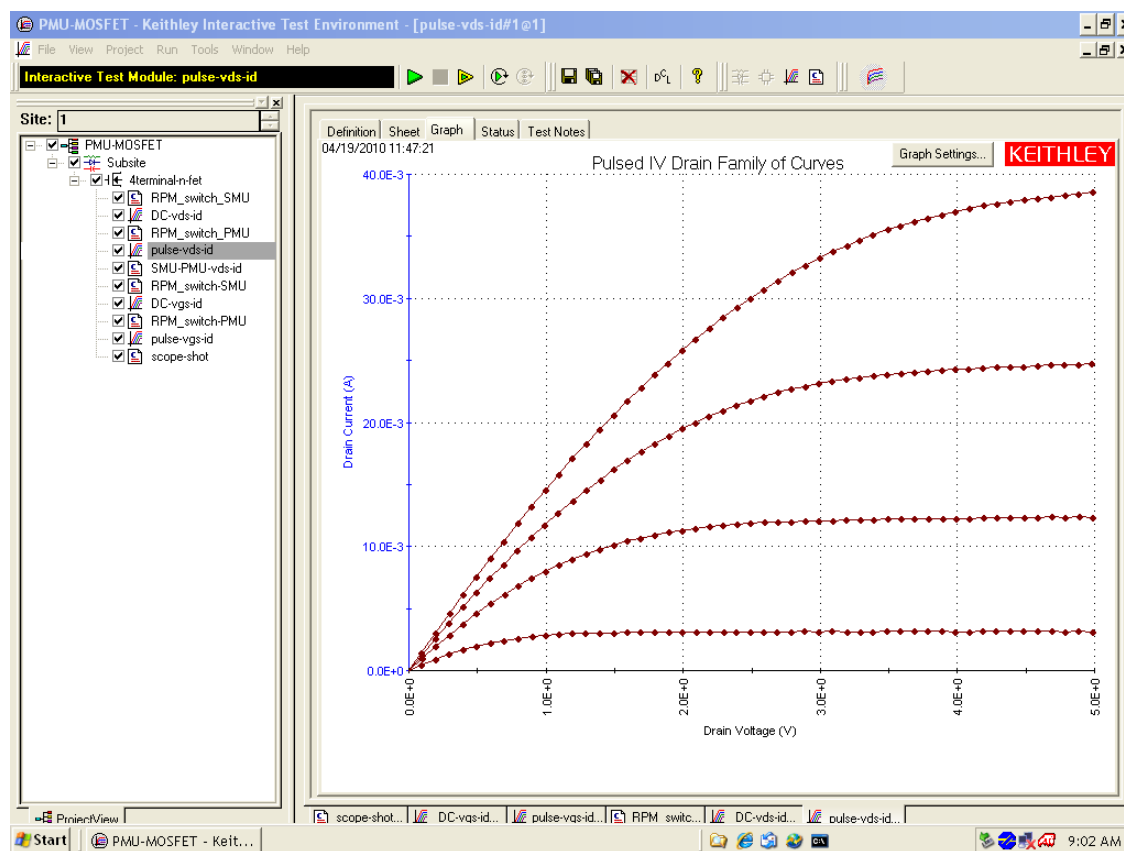 PMU-MOSFET - Keithley Interactive Test Environment - [pulse-vds-id#1@1]
File View Project Run Tools Window Help
Interactive Test Module: pulse-vds-id
Site: 1
PMU-MOSFET
Subsite
4terminal-n-fet
RPM_switch_SMU
DC-vds-id
RPM_switch_PMU
pulse-vds-id
SMU-PMU-vds-id
RPM_switch-SMU
DC-vgs-id
RPM_switch-PMU
pulse-vgs-id
scope-shot
ProjectView
Definition Sheet Graph Status Test Notes
04/19/2010 11:47:21
Pulsed IV Drain Family of Curves
Graph Settings...
KEITHLEY
40.0E-3
30.0E-3
20.0E-3
10.0E-3
0.0E+0
Drain Current (A)
0.0E+0 1.0E+0 2.0E+0 3.0E+0 4.0E+0 5.0E+0
Drain Voltage (V)
scope-shot... DC-vgs-id... pulse-vgs-id... RPM_switc... DC-vds-id... pulse-vds-id...
Start PMU-MOSFET - Keit... 9:02 AM